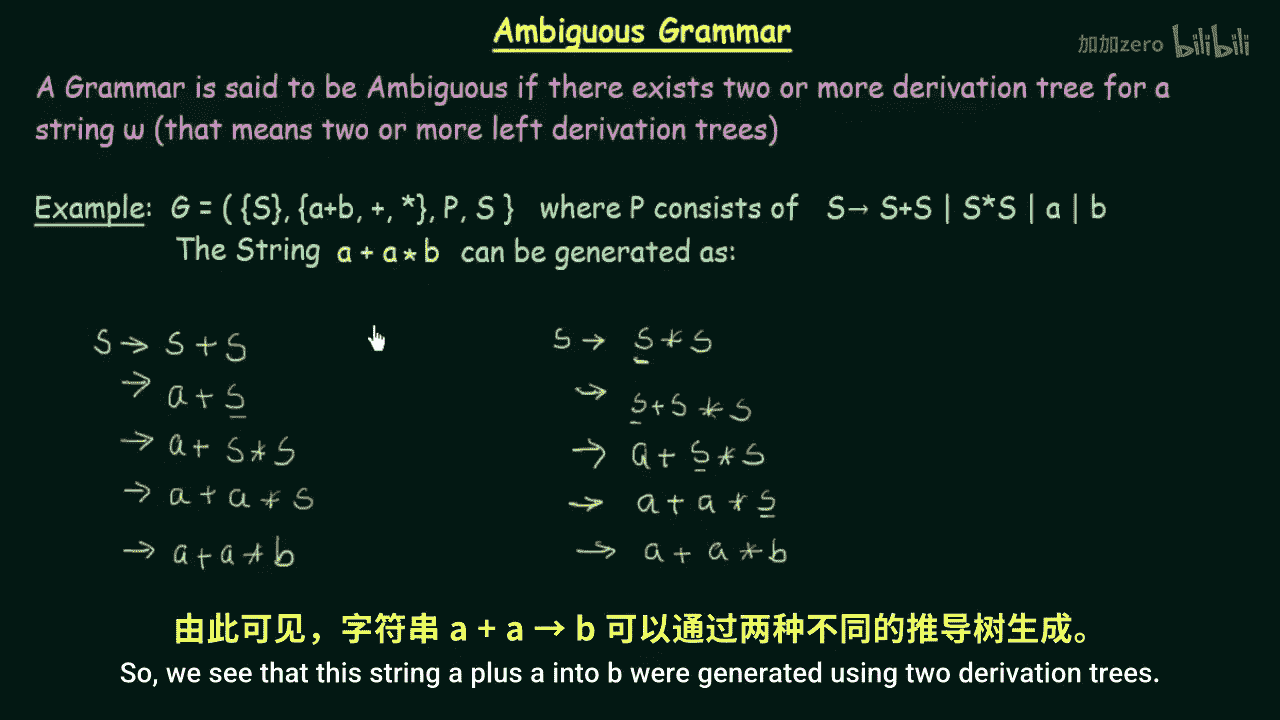 Ambiguous Grammar
加加zero bilibili
A Grammar is said to be Ambiguous if there exists two or more derivation tree for a
string ω (that means two or more left derivation trees)
Example: G = ( {S}, {a+b, +, *}, P, S } where P consists of S→ S+S | S*S | a | b
The String a + a * b can be generated as:
S → S + S
→ a + S
→ a + S * S
→ a + a * S
→ a + a * b
S → S * S
→ S + S * S
→ a + S * S
→ a + a * S
→ a + a * b
由此可见，字符串 a + a → b 可以通过两种不同的推导树生成。
So, we see that this string a plus a into b were generated using two derivation trees.